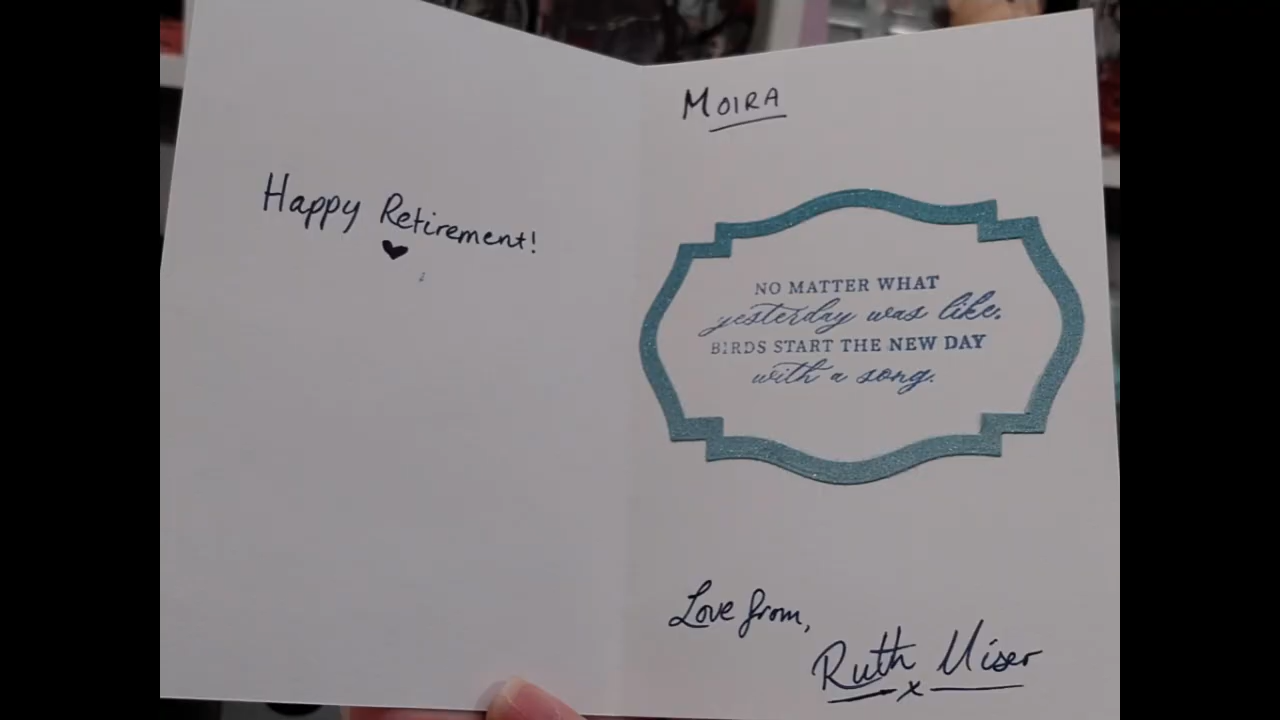 Happy Retirement!
MOIRA
NO MATTER WHAT
yesterday was like,
BIRDS START THE NEW DAY
with a song.
Love from,
Ruth Miser
x